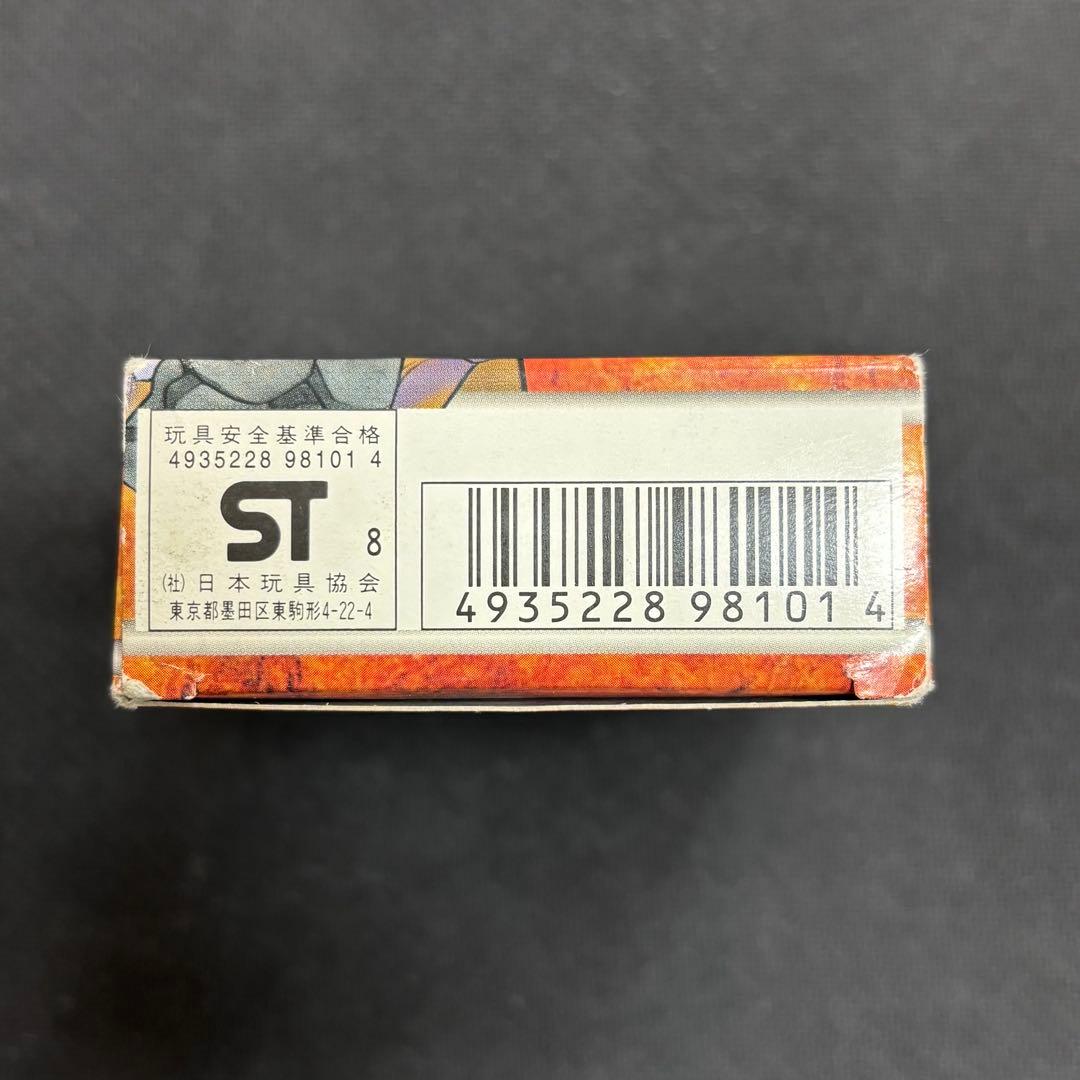 玩具安全基準合格
4935228 98101 4
ST 8
(社)日本玩具協会
東京都墨田区東駒形4-22-4
4935228 98101 4